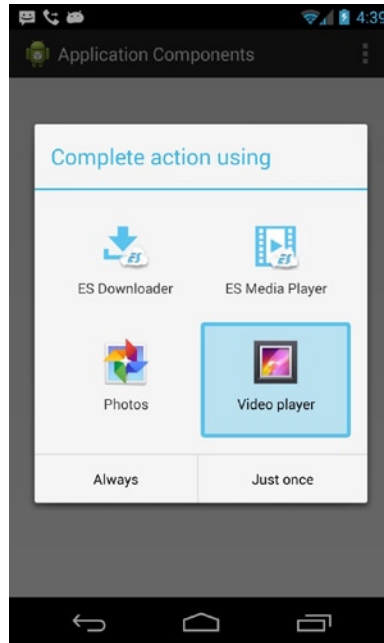 4:39
Application Components
Complete action using
ES Downloader
ES Media Player
Photos
Video player
Always
Just once